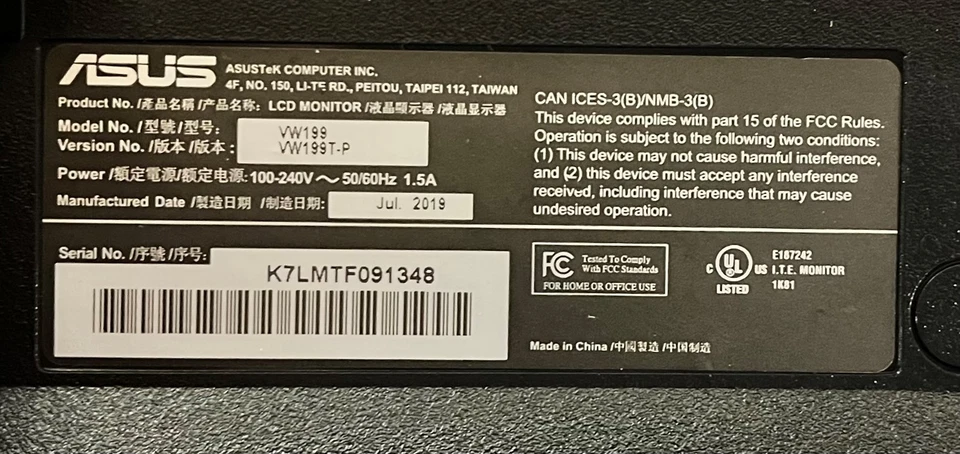 ASUS
ASUSTeK COMPUTER INC.
4F, NO. 150, LI-TE RD., PEITOU, TAIPEI 112, TAIWAN
Product No. /產品名稱 /产品名称: LCD MONITOR /液晶顯示器 /液晶显示器
Model No. /型號/型号: VW199
Version No. /版本 /版本 : VW199T-P
Power /額定電源/额定电源: 100-240V ～ 50/60Hz 1.5A
Manufactured Date /製造日期 /制造日期: Jul. 2019
CAN ICES-3(B)/NMB-3(B)
This device complies with part 15 of the FCC Rules.
Operation is subject to the following two conditions:
(1) This device may not cause harmful interference,
and (2) this device must accept any interference
received, including interference that may cause
undesired operation.
Serial No. /序號 /序号:
K7LMTF091348
FC Tested To Comply
With FCC Standards
FOR HOME OR OFFICE USE
C UL US
LISTED
E187242
I.T.E. MONITOR
1K81
Made in China /中國製造 /中国制造